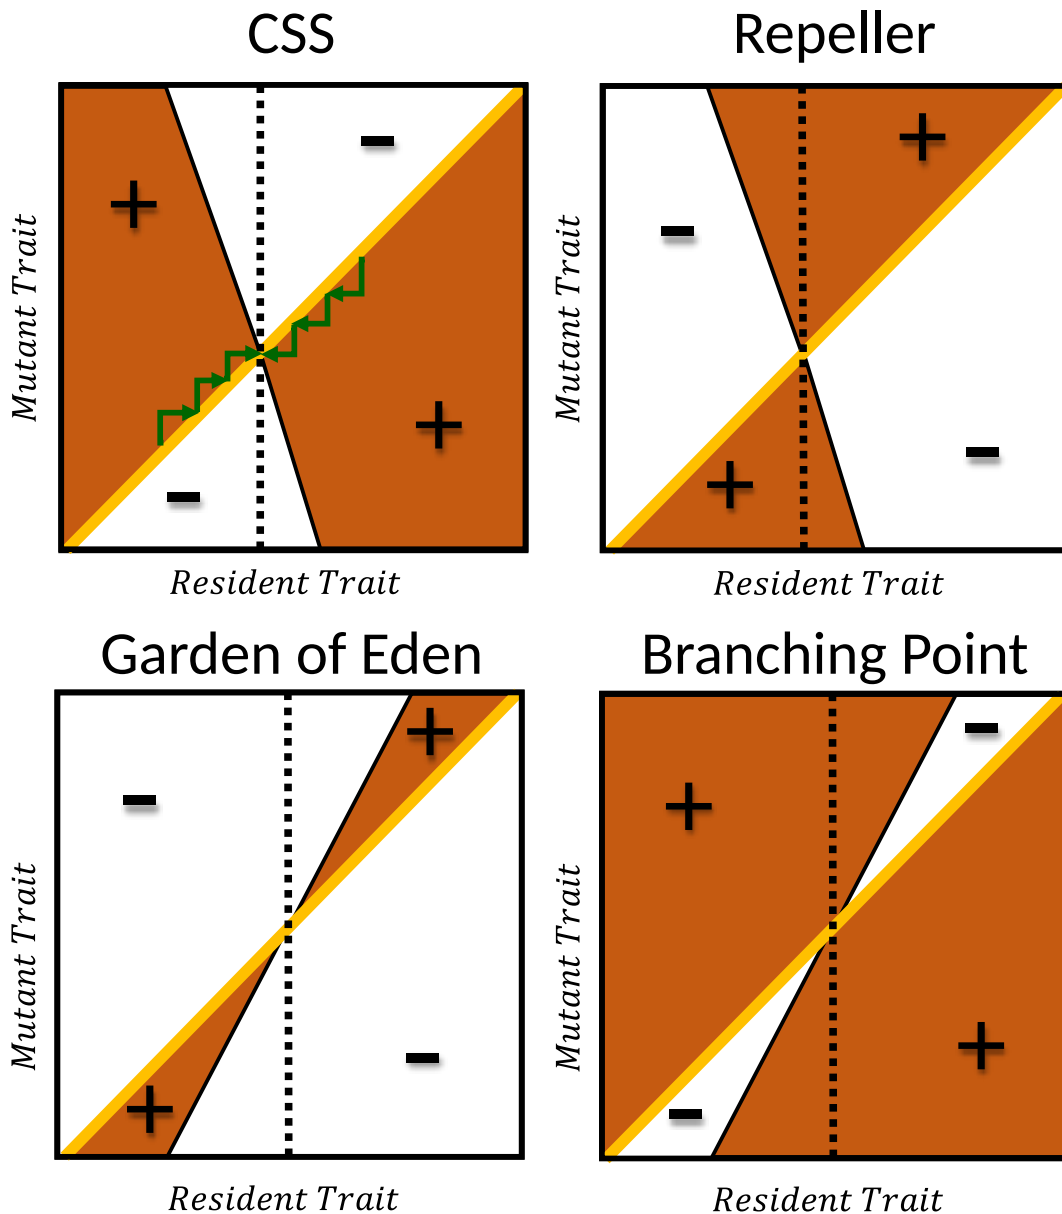 CSS
Repeller
+
−
+
−
Mutant Trait
Resident Trait
+
−
+
−
Mutant Trait
Resident Trait
Garden of Eden
Branching Point
+
−
+
−
Mutant Trait
Resident Trait
−
+
+
−
Mutant Trait
Resident Trait